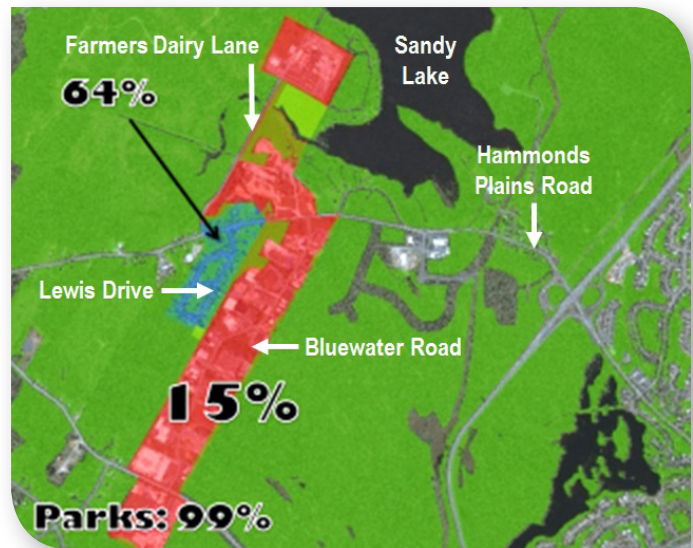 Farmers Dairy Lane
64%
Sandy
Lake
Hammonds
Plains Road
Lewis Drive
Bluewater Road
15%
Parks: 99%